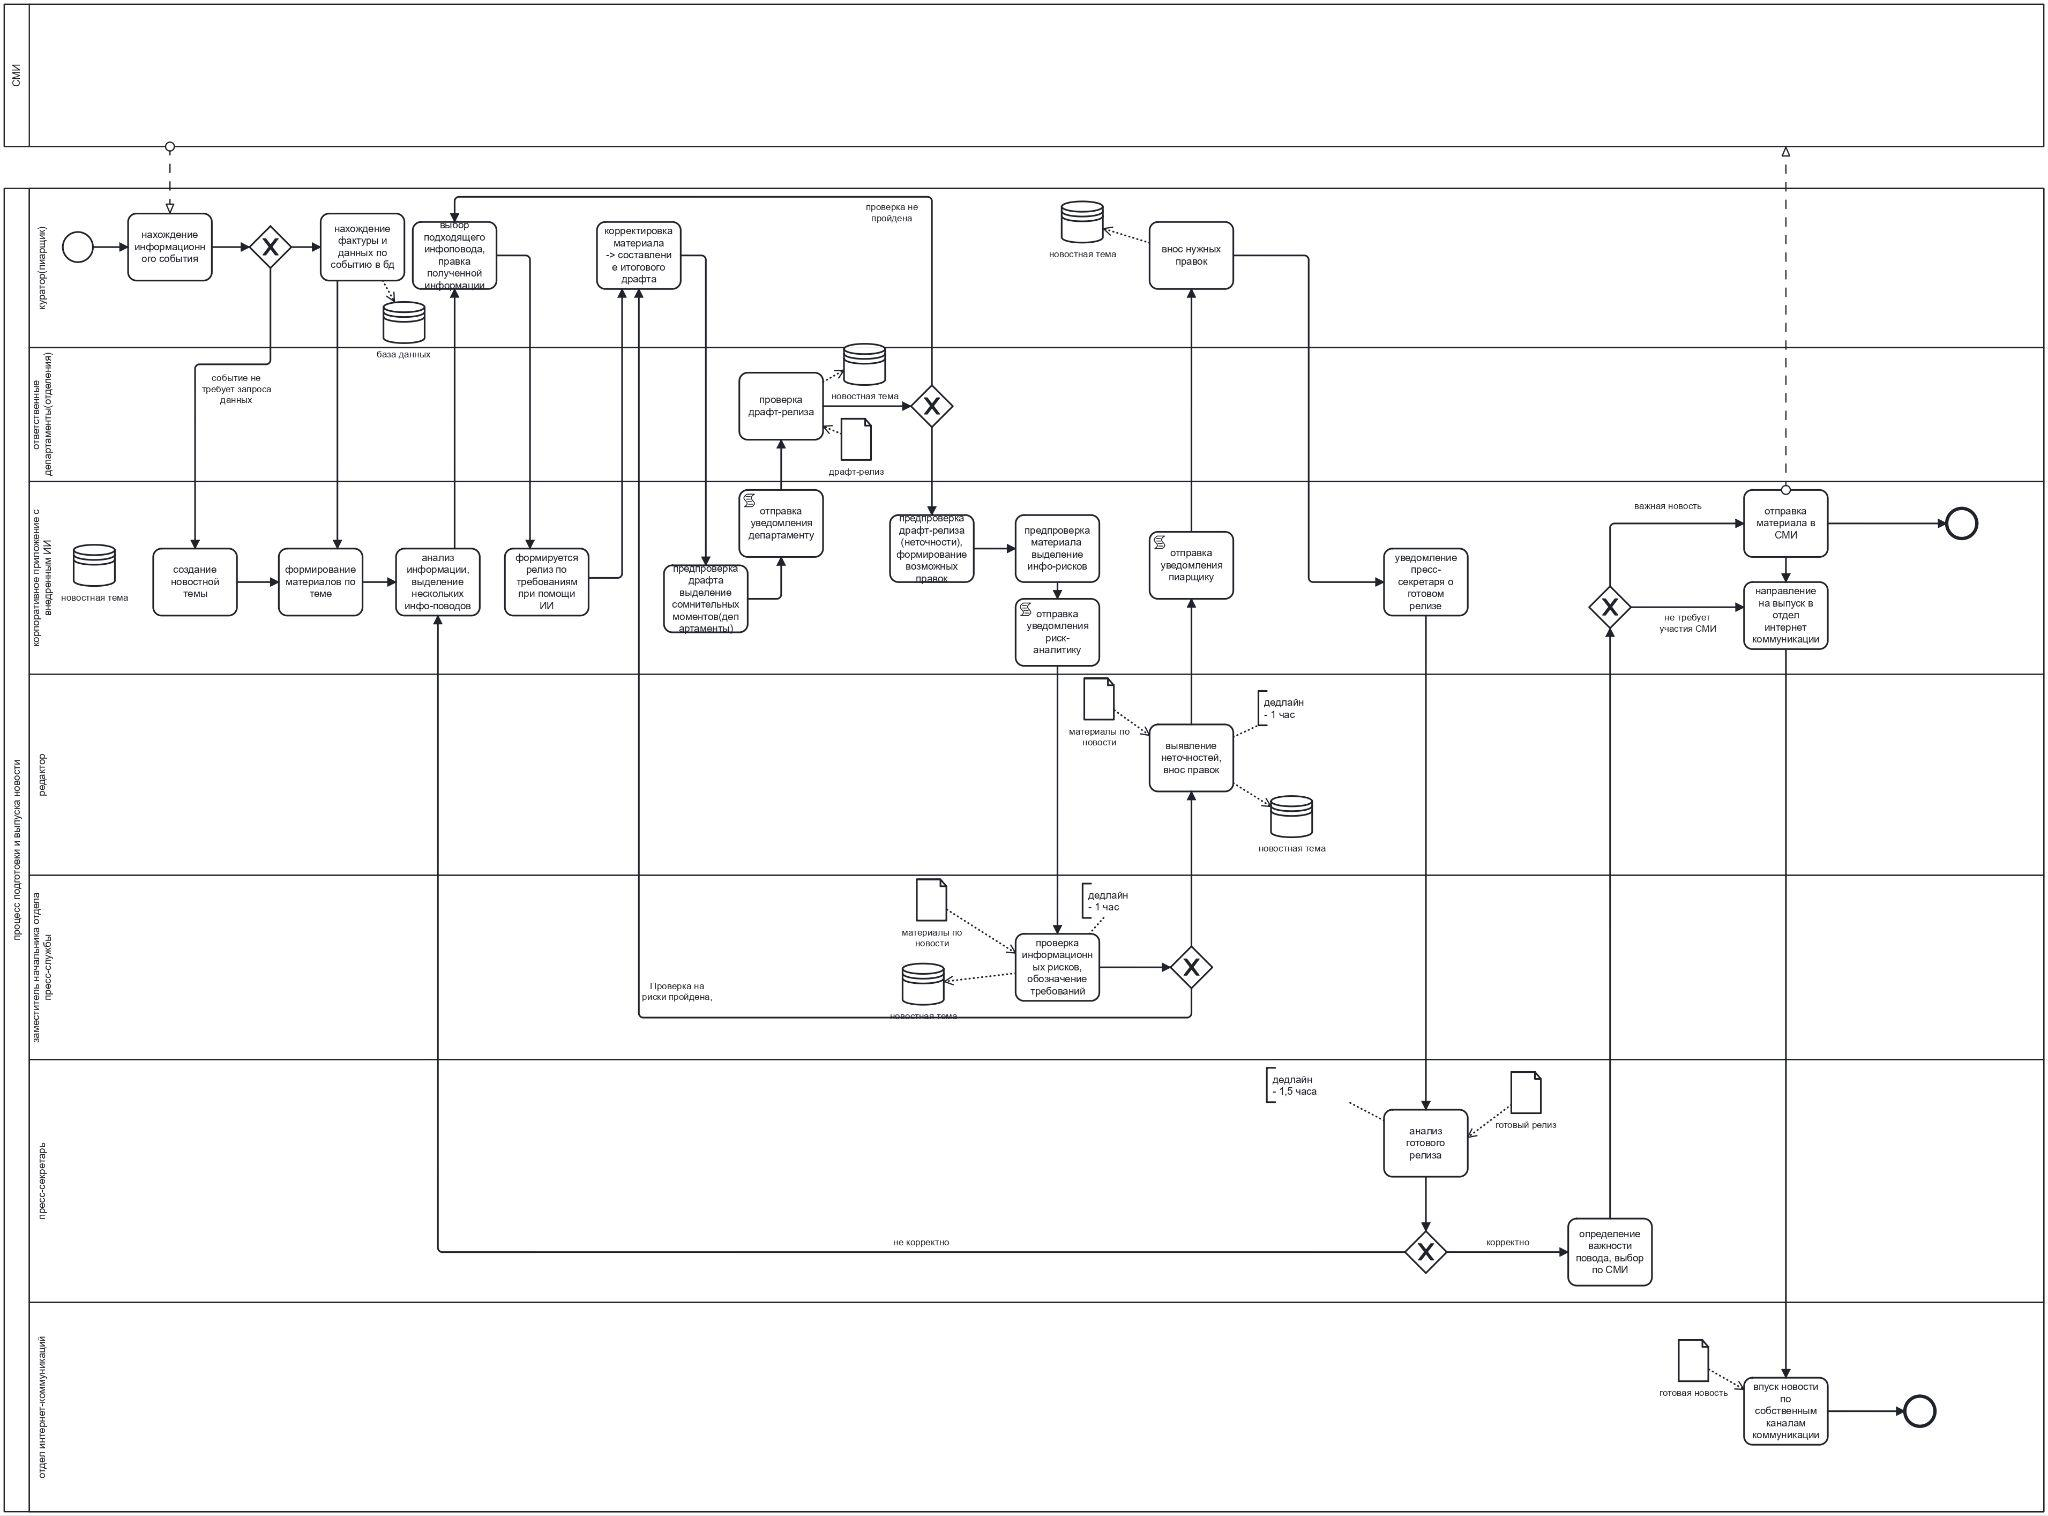 СМИ
процесс подготовки и выпуска новости
куратор(пиарщик)
нахождение
информационн
ого события
нахождение
фактуры и
данных по
событию в бд
база данных
выбор
подходящего
инфоповода,
правка
полученной
информации
корректировка
материала
-> составлени
е итогового
драфта
проверка не
пройдена
новостная тема
внос нужных
правок
ответственные
департаменты(отделения)
событие не
требует запроса
данных
проверка
драфт-релиза
новостная тема
драфт-релиз
корпоративное приложение с
внедренным ИИ
новостная тема
создание
новостной
темы
формирование
материалов по
теме
анализ
информации,
выделение
нескольких
инфо-поводов
формируется
релиз по
требованиям
при помощи
ИИ
предпроверка
драфта
выделение
сомнительных
моментов(деп
артаменты)
отправка
уведомления
департаменту
предпроверка
драфт-релиза
(неточности),
формирование
возможных
правок
предпроверка
материала
выделение
инфо-рисков
отправка
уведомления
риск-
аналитику
отправка
уведомления
пиарщику
уведомление
пресс-
секретаря о
готовом
релизе
важная новость
не требует
участия СМИ
отправка
материала в
СМИ
направление
на выпуск в
отдел
интернет
коммуникации
редактор
материалы по
новости
выявление
неточностей,
внос правок
дедлайн
- 1 час
новостная тема
заместитель начальника отдела
пресс-службы
Проверка на
риски пройдена,
материалы по
новости
новостная тема
дедлайн
- 1 час
проверка
информационн
ых рисков,
обозначение
требований
пресс-секретарь
дедлайн
- 1,5 часа
анализ
готового
релиза
готовый релиз
не корректно
корректно
определение
важности
повода, выбор
по СМИ
отдел интернет-коммуникаций
готовая новость
впуск новости
по
собственным
каналам
коммуникации